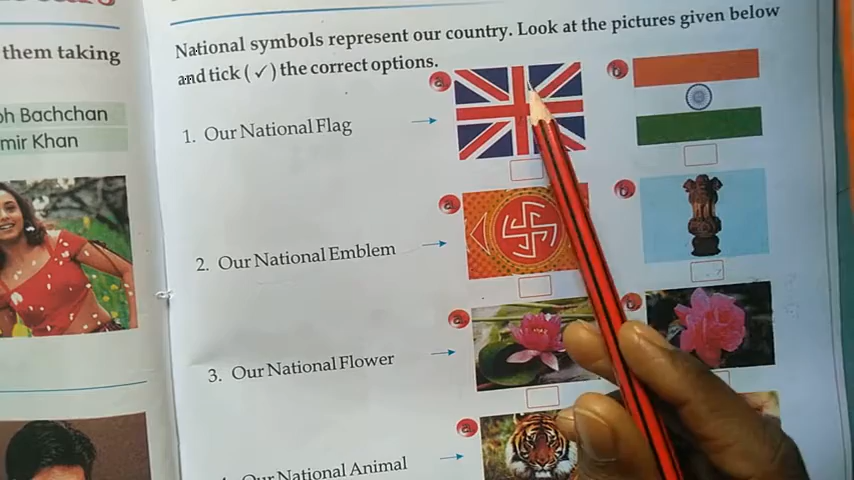 them taking
ph Bachchan
mir Khan
National symbols represent our country. Look at the pictures given below
and tick (✓) the correct options.
1. Our National Flag
2. Our National Emblem
3. Our National Flower
Our National Animal